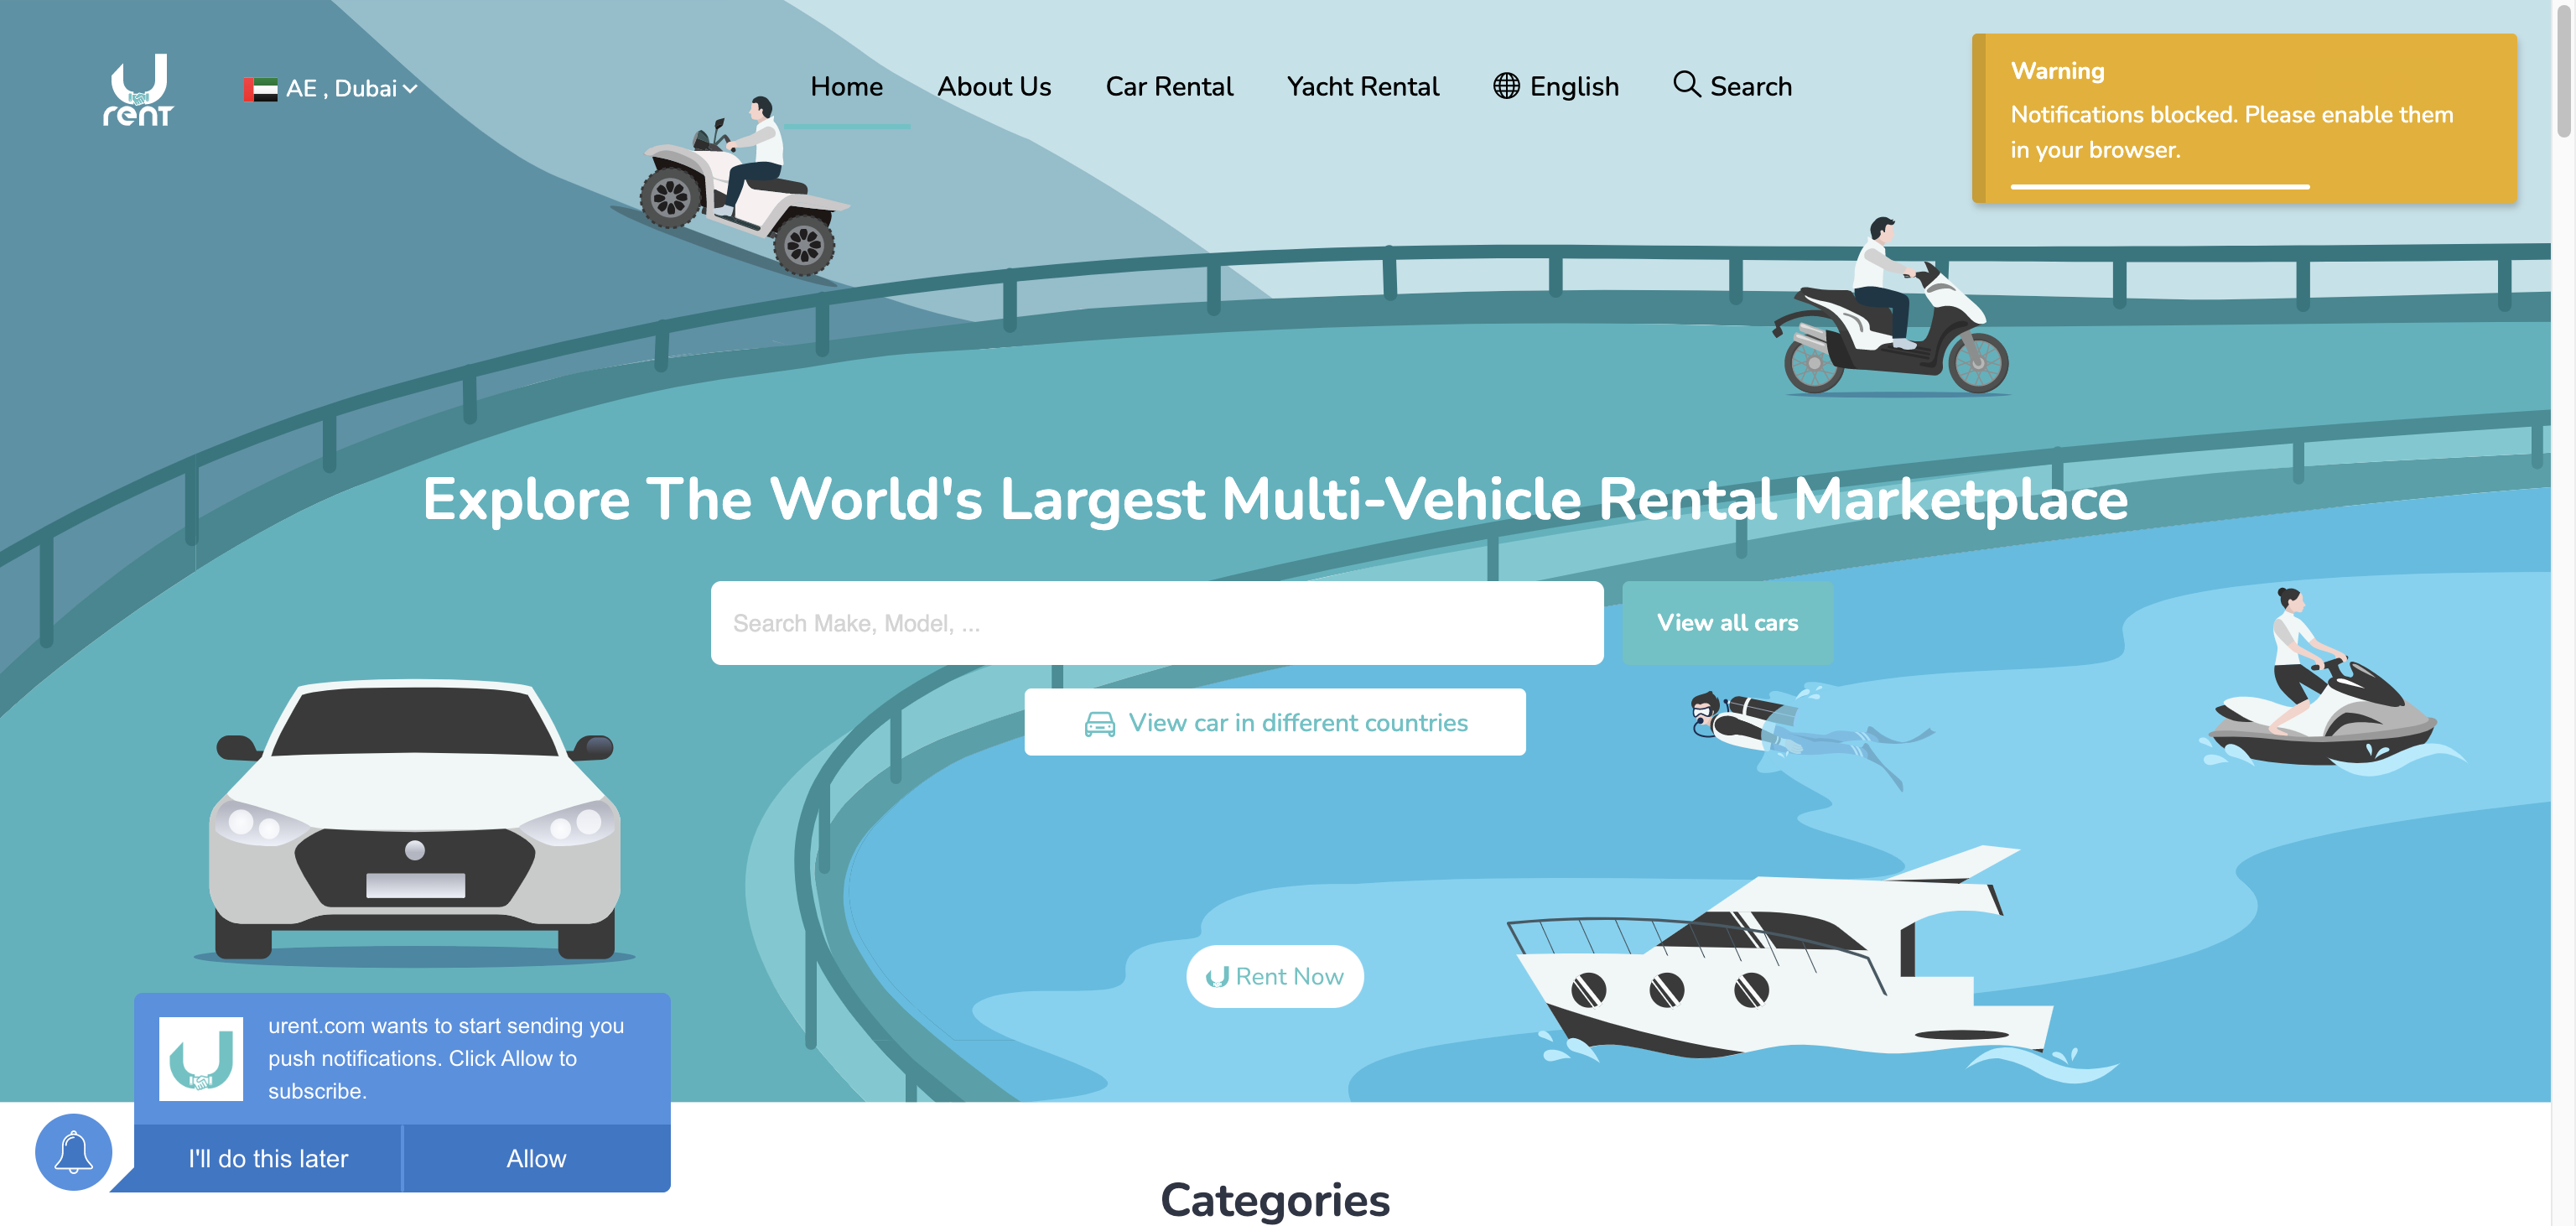 rent
AE , Dubai
Home
About Us
Car Rental
Yacht Rental
English
Search
Warning
Notifications blocked. Please enable them
in your browser.
Explore The World's Largest Multi-Vehicle Rental Marketplace
Search Make, Model, ...
View all cars
View car in different countries
Rent Now
urent.com wants to start sending you
push notifications. Click Allow to
subscribe.
I'll do this later
Allow
Categories